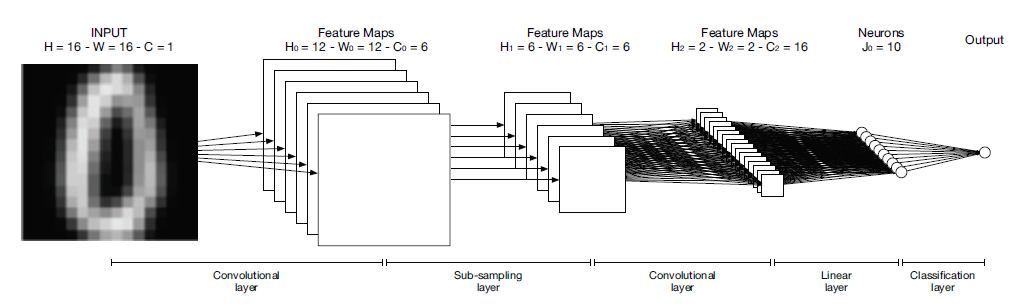 INPUT
H = 16 - W = 16 - C = 1
Feature Maps
H₀ = 12 - W₀ = 12 - C₀ = 6
Feature Maps
H₁ = 6 - W₁ = 6 - C₁ = 6
Feature Maps
H₂ = 2 - W₂ = 2 - C₂ = 16
Neurons
J₀ = 10
Output
Convolutional
layer
Sub-sampling
layer
Convolutional
layer
Linear
layer
Classification
layer